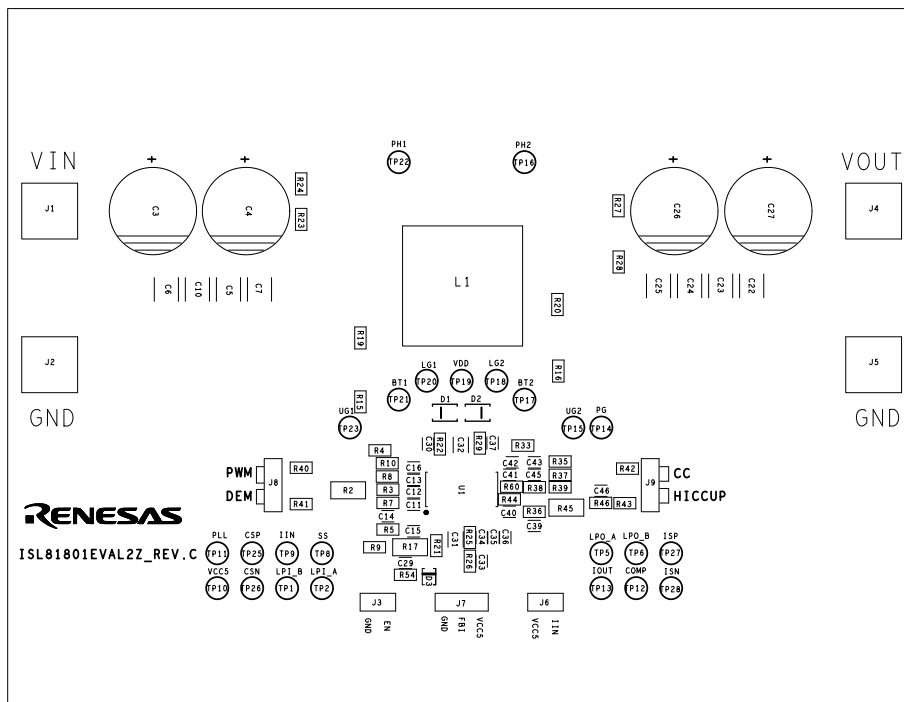 PH1
PH2
TP22
TP16
VIN
VOUT
+ + + +
J1
C3
C4
R24
R23
R27
R28
C26
C27
J4
C6
C10
C5
C7
L1
C25
C24
C23
C22
R20
R19
R16
R15
J2
J5
GND
GND
LG1
VDD
LG2
TP20
TP19
TP18
BT1
BT2
TP21
TP17
D1
D2
UG1
TP23
UG2
PG
TP15
TP14
C30
R22
C32
R29
C37
R33
R4
R10
C16
R8
C13
R3
C12
R7
C11
C14
R5
C15
U1
C42
C43
R35
C41
C45
R37
R60
R38
R39
R44
C40
R36
R45
C39
C46
R46
R43
R42
PWM
DEM
J8
R40
R41
R2
J9
CC
HICCUP
RENESAS
ISL81801EVAL2Z_REV.C
PLL
CSP
IIN
SS
TP11
TP25
TP9
TP8
VCC5
CSN
LPI_B
LPI_A
TP10
TP26
TP1
TP2
R9
R17
R21
C31
R25
C34
C35
C36
R26
C33
C29
R54
D3
LPO_A
LPO_B
ISP
TP5
TP6
TP27
IOUT
COMP
ISN
TP13
TP12
TP28
J3
J7
J6
GND
EN
GND
FBI
VCC5
VCC5
IIN